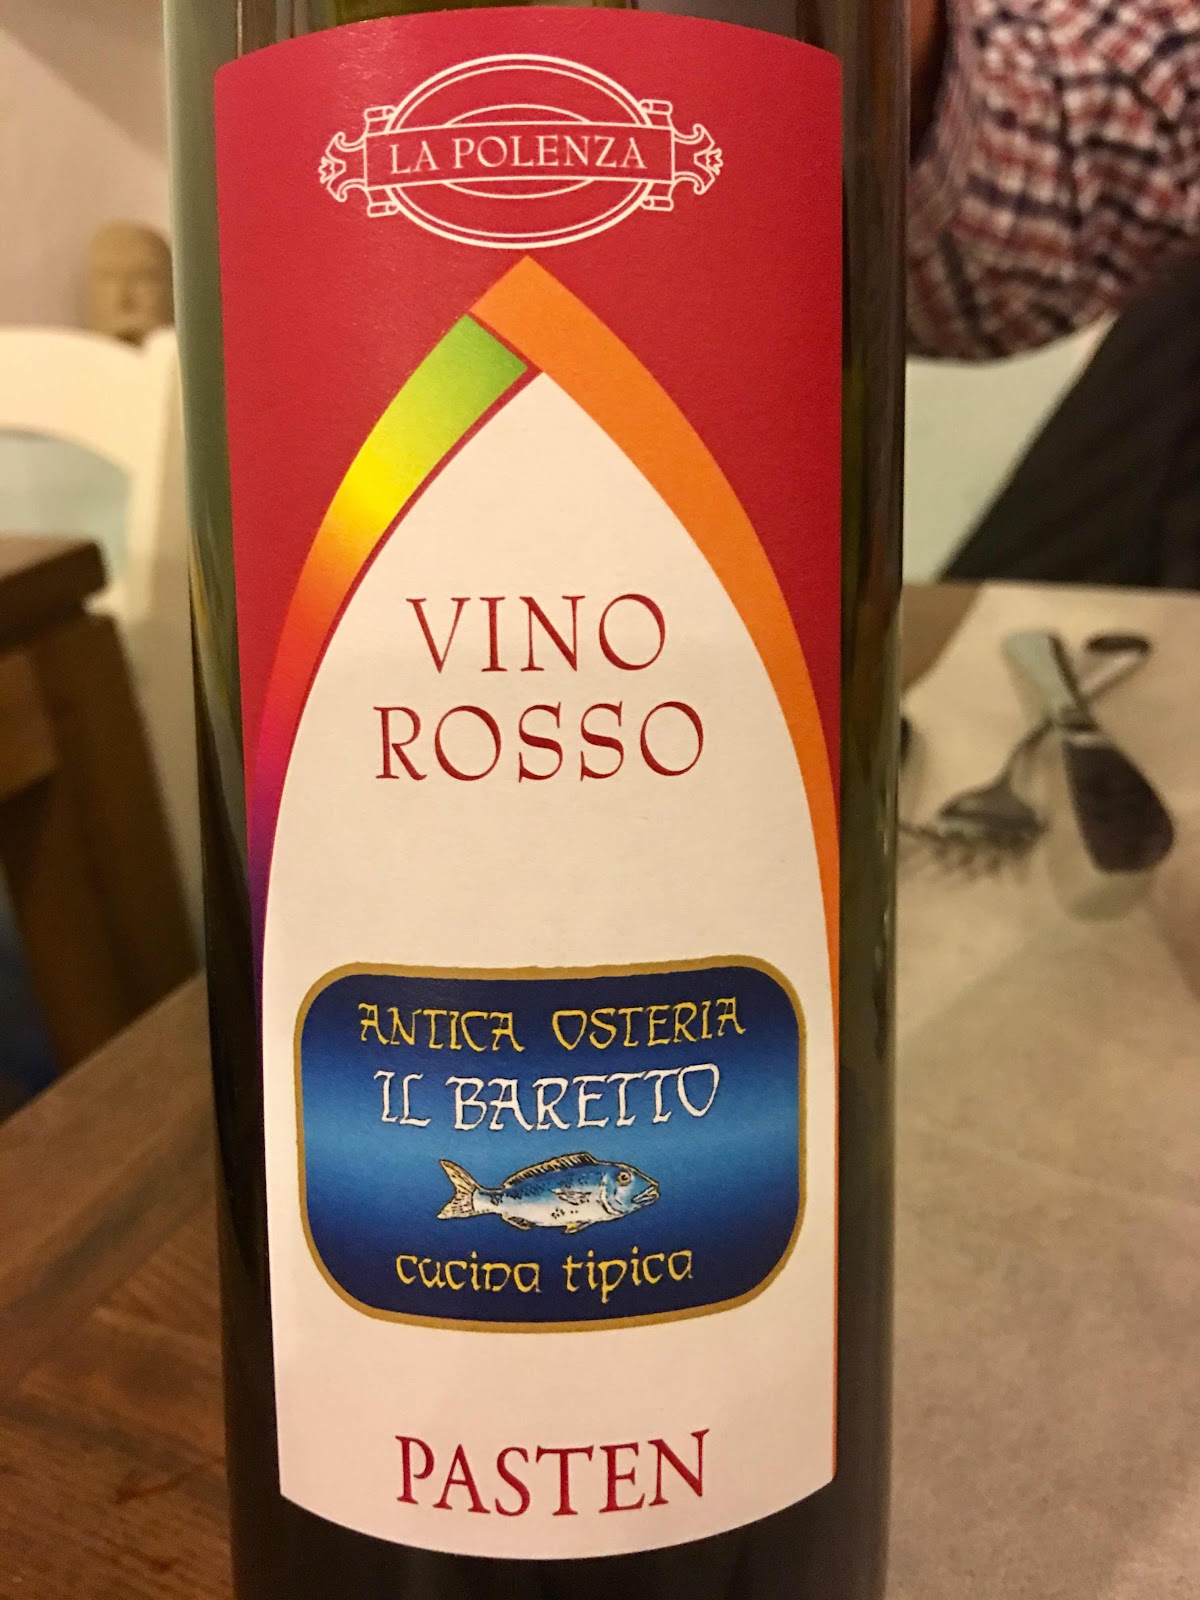 LA POLENZA
VINO
ROSSO
ANTICA OSTERIA
IL BARETTO
cucina tipica
PASTEN